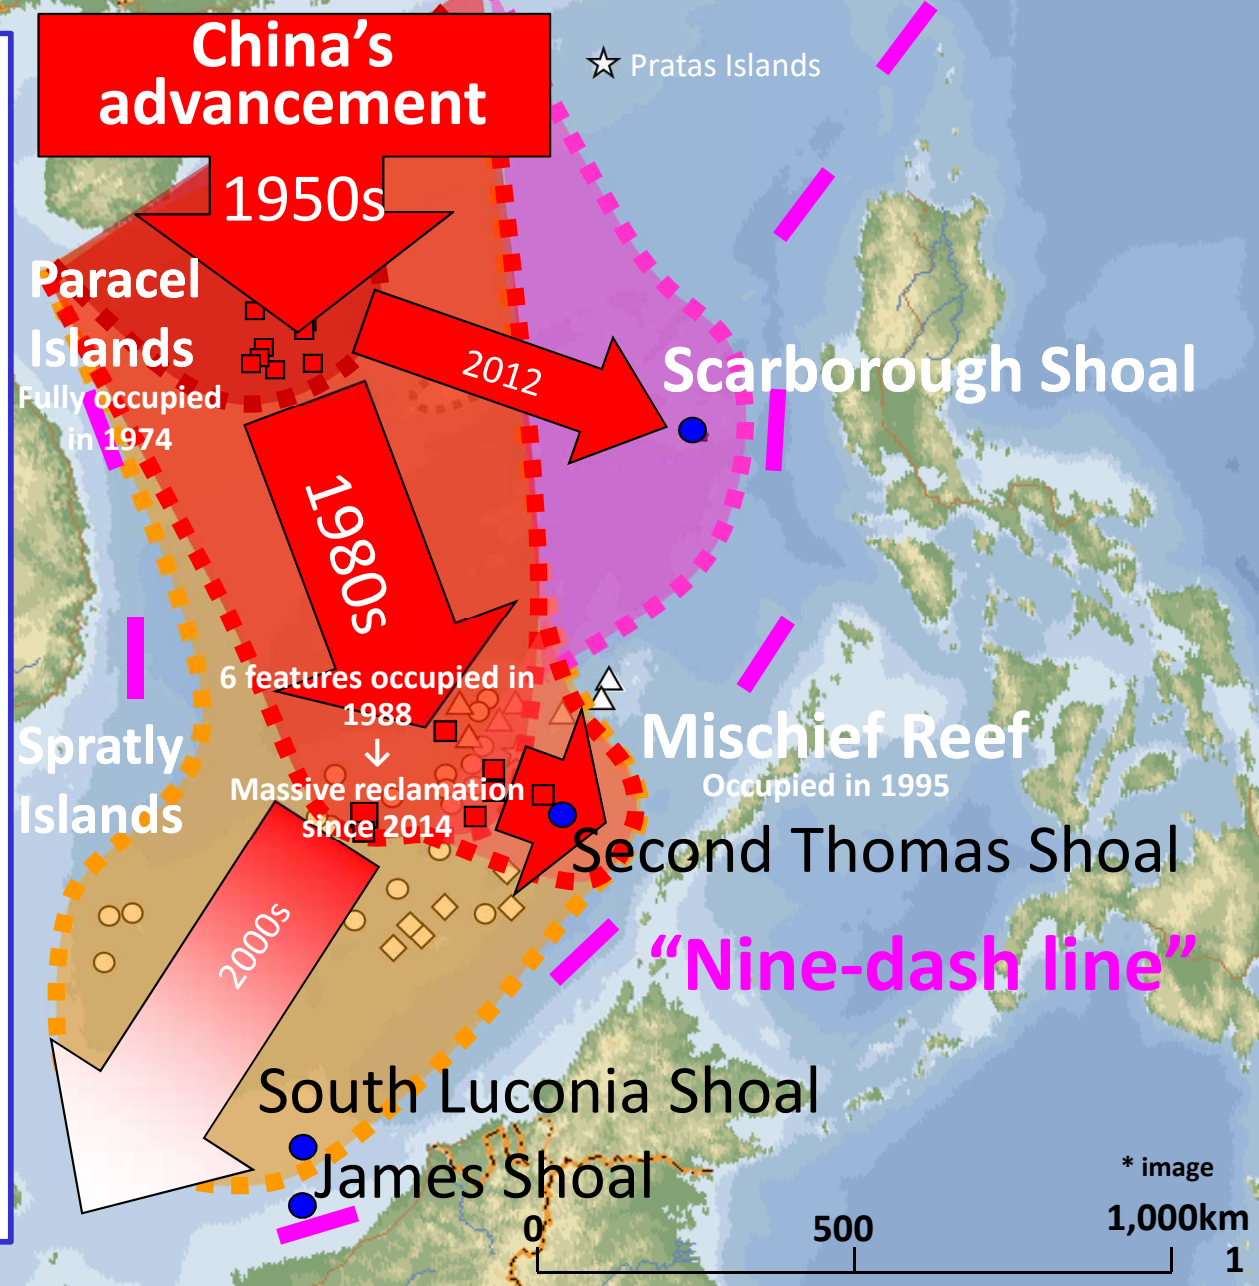 China’s
advancement
1950s
Pratas Islands
Paracel
Islands
Fully occupied
in 1974
2012
Scarborough Shoal
1980s
6 features occupied in
1988
↓
Massive reclamation
since 2014
Spratly
Islands
Mischief Reef
Occupied in 1995
Second Thomas Shoal
2000s
“Nine-dash line”
South Luconia Shoal
James Shoal
* image
0
500
1,000km
1